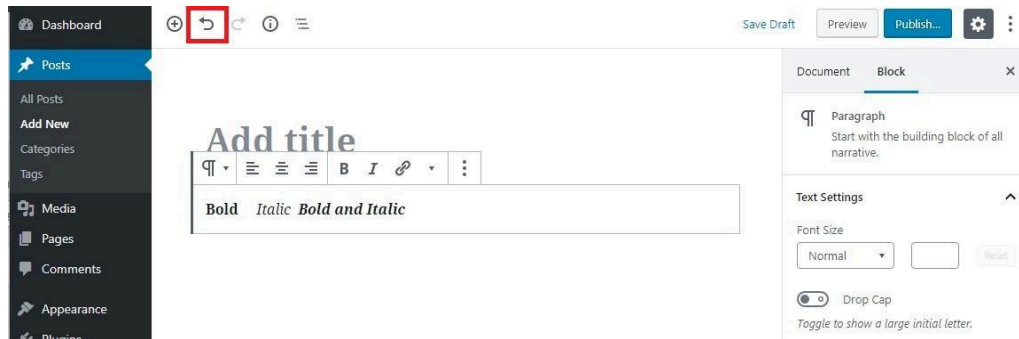 Dashboard
Save Draft
Preview
Publish...
Posts
All Posts
Add New
Categories
Tags
Media
Pages
Comments
Appearance
Plugins
Add title
B I
Bold Italic Bold and Italic
Document Block
Paragraph
Start with the building block of all
narrative.
Text Settings
Font Size
Normal
Reset
Drop Cap
Toggle to show a large initial letter.